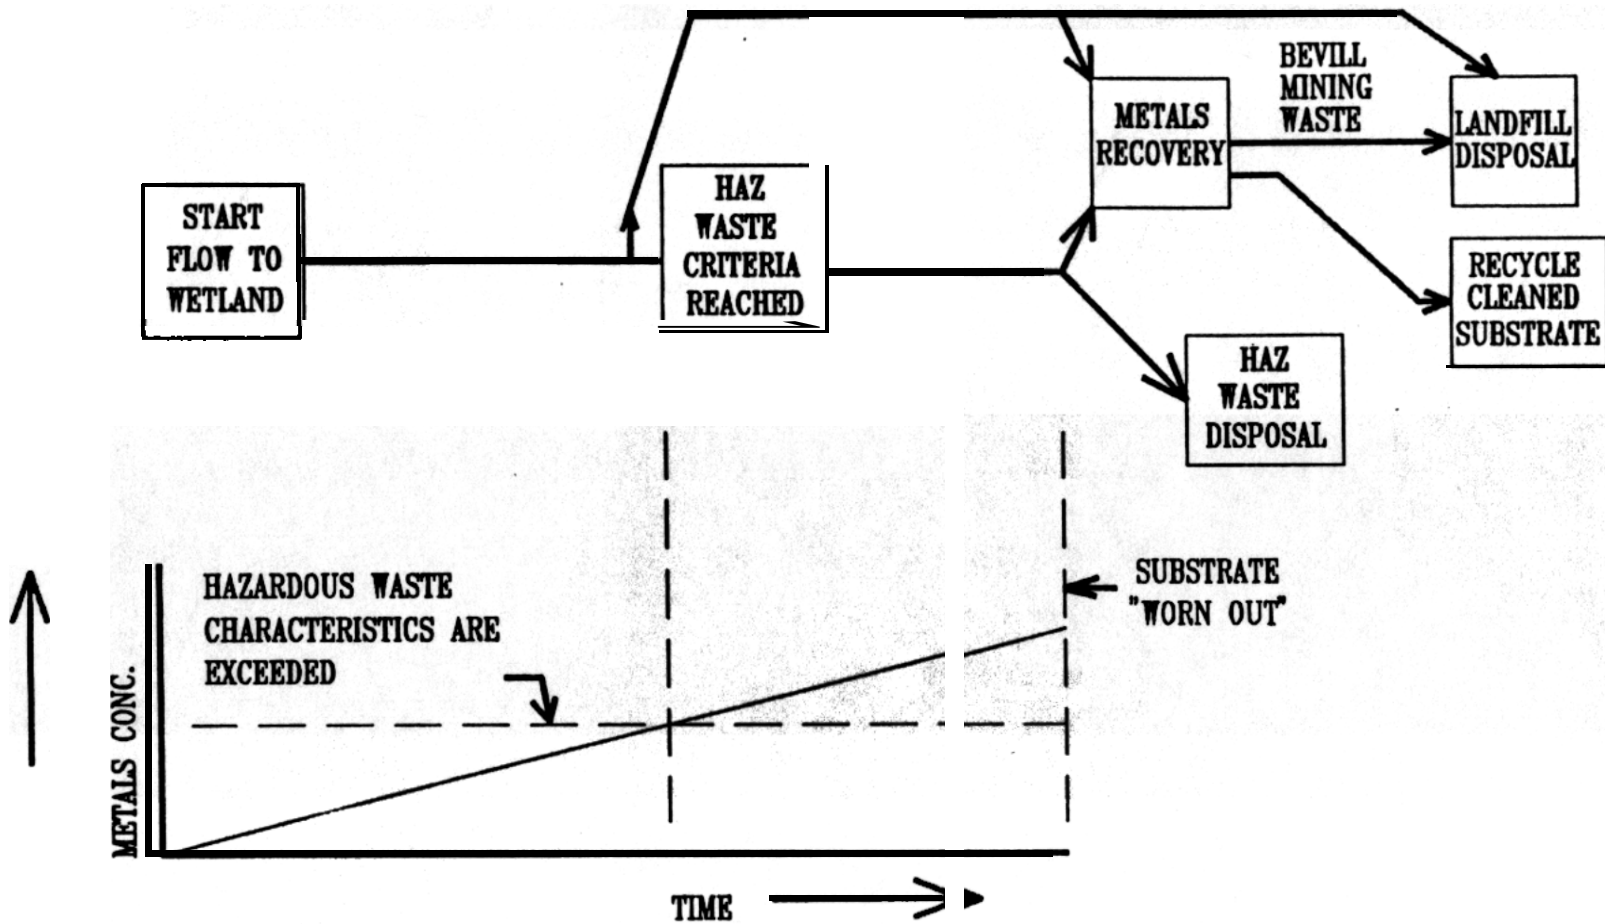 BEVILL
MINING
WASTE
METALS
RECOVERY
LANDFILL
DISPOSAL
START
FLOW TO
WETLAND
HAZ
WASTE
CRITERIA
REACHED
RECYCLE
CLEANED
SUBSTRATE
HAZ
WASTE
DISPOSAL
HAZARDOUS WASTE
CHARACTERISTICS ARE
EXCEEDED
SUBSTRATE
"WORN OUT"
METALS CONC.
TIME